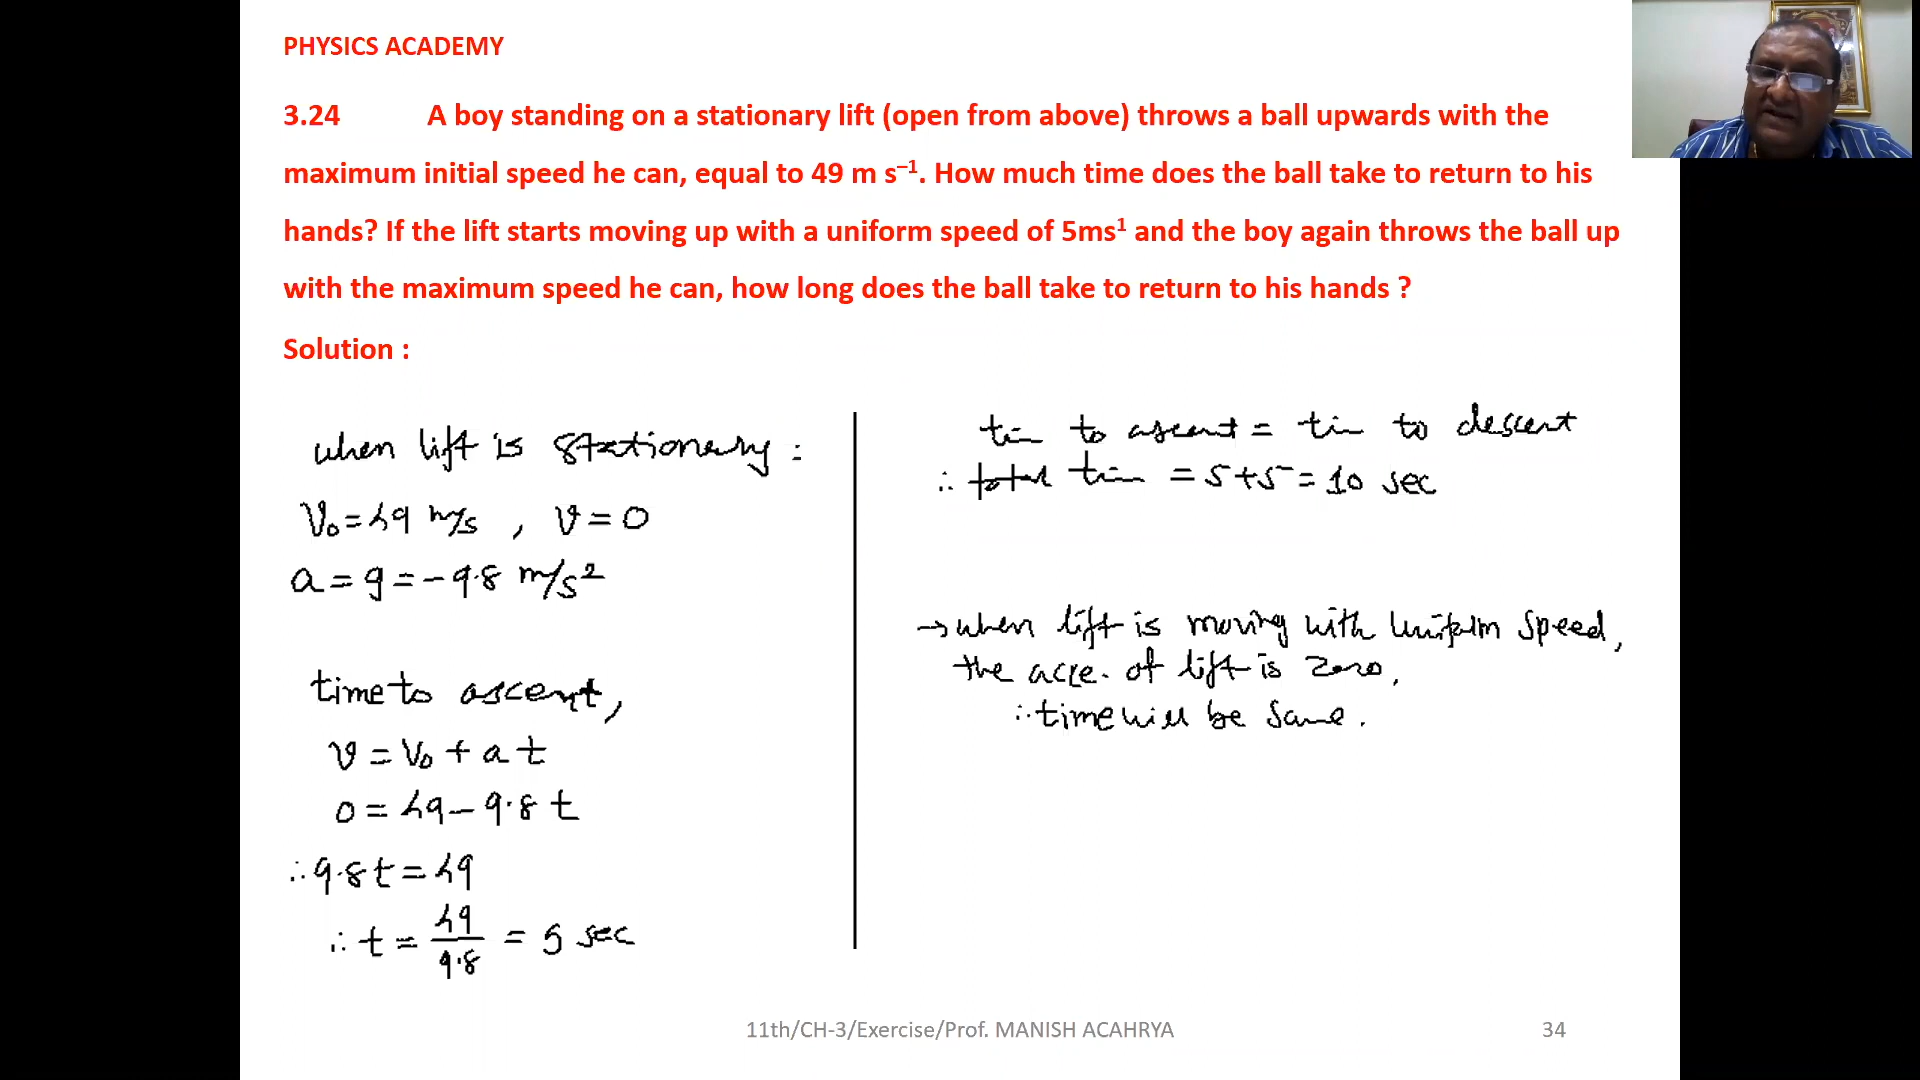 PHYSICS ACADEMY
3.24 A boy standing on a stationary lift (open from above) throws a ball upwards with the
maximum initial speed he can, equal to 49 m s⁻¹. How much time does the ball take to return to his
hands? If the lift starts moving up with a uniform speed of 5ms¹ and the boy again throws the ball up
with the maximum speed he can, how long does the ball take to return to his hands ?
Solution :
when lift is stationery :
V₀ = 49 m/s , v = 0
a = g = -9.8 m/s²
time to ascent,
v = V₀ + a t
0 = 49 - 9.8 t
∴ 9.8 t = 49
∴ t = 49/9.8 = 5 sec
tim to ascent = tim to descent
∴ total tim = 5+5 = 10 sec
→ when lift is moving with Uniform Speed,
the acce. of lift is Zero.
∴ time will be Same.
11th/CH-3/Exercise/Prof. MANISH ACAHRYA
34